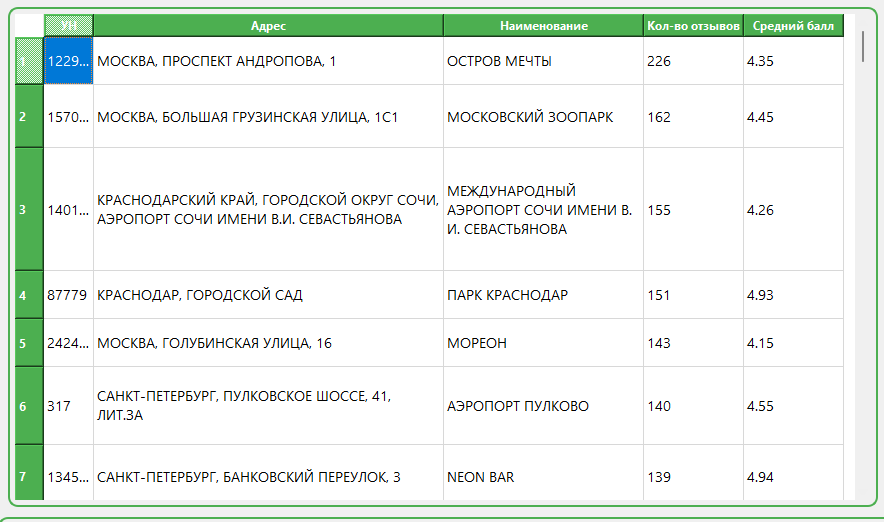 УН Адрес Наименование Кол-во отзывов Средний балл
1 1229... МОСКВА, ПРОСПЕКТ АНДРОПОВА, 1 ОСТРОВ МЕЧТЫ 226 4.35
2 1570... МОСКВА, БОЛЬШАЯ ГРУЗИНСКАЯ УЛИЦА, 1С1 МОСКОВСКИЙ ЗООПАРК 162 4.45
3 1401... КРАСНОДАРСКИЙ КРАЙ, ГОРОДСКОЙ ОКРУГ СОЧИ,
АЭРОПОРТ СОЧИ ИМЕНИ В.И. СЕВАСТЬЯНОВА
МЕЖДУНАРОДНЫЙ
АЭРОПОРТ СОЧИ ИМЕНИ В.
И. СЕВАСТЬЯНОВА
155 4.26
4 87779 КРАСНОДАР, ГОРОДСКОЙ САД ПАРК КРАСНОДАР 151 4.93
5 2424... МОСКВА, ГОЛУБИНСКАЯ УЛИЦА, 16 МОРЕОН 143 4.15
6 317 САНКТ-ПЕТЕРБУРГ, ПУЛКОВСКОЕ ШОССЕ, 41,
ЛИТ.ЗА
АЭРОПОРТ ПУЛКОВО 140 4.55
7 1345... САНКТ-ПЕТЕРБУРГ, БАНКОВСКИЙ ПЕРЕУЛОК, 3 NEON BAR 139 4.94